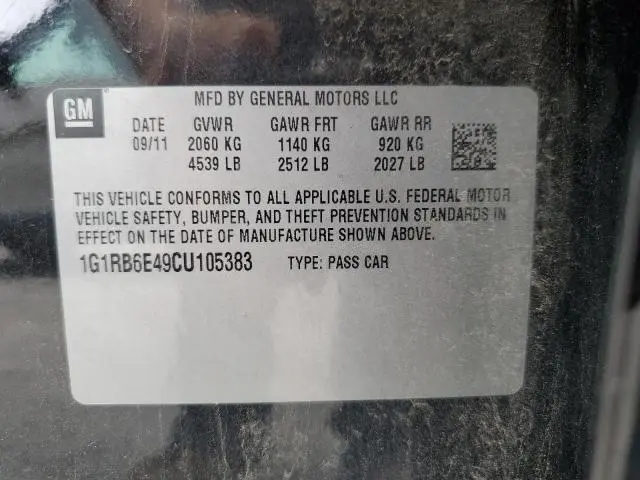 GM
MFD BY GENERAL MOTORS LLC
DATE GVWR GAWR FRT GAWR RR
09/11 2060 KG 1140 KG 920 KG
4539 LB 2512 LB 2027 LB
THIS VEHICLE CONFORMS TO ALL APPLICABLE U.S. FEDERAL MOTOR
VEHICLE SAFETY, BUMPER, AND THEFT PREVENTION STANDARDS IN
EFFECT ON THE DATE OF MANUFACTURE SHOWN ABOVE.
1G1RB6E49CU105383 TYPE: PASS CAR